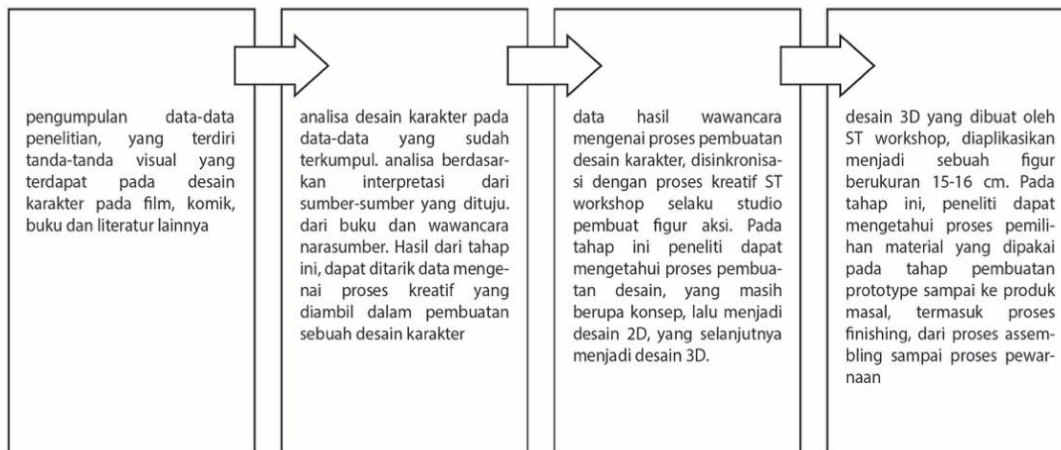 pengumpulan data-data
penelitian, yang terdiri
tanda-tanda visual yang
terdapat pada desain
karakter pada film, komik,
buku dan literatur lainnya
analisa desain karakter pada
data-data yang sudah
terkumpul. analisa berdasar-
kan interpretasi dari
sumber-sumber yang dituju.
dari buku dan wawancara
narasumber. Hasil dari tahap
ini, dapat ditarik data menge-
nai proses kreatif yang
diambil dalam pembuatan
sebuah desain karakter
data hasil wawancara
mengenai proses pembuatan
desain karakter, disinkronisa-
si dengan proses kreatif ST
workshop selaku studio
pembuat figur aksi. Pada
tahap ini peneliti dapat
mengetahui proses pembua-
tan desain, yang masih
berupa konsep, lalu menjadi
desain 2D, yang selanjutnya
menjadi desain 3D.
desain 3D yang dibuat oleh
ST workshop, diaplikasikan
menjadi sebuah figur
berukuran 15-16 cm. Pada
tahap ini, peneliti dapat
mengetahui proses pemili-
han material yang dipakai
pada tahap pembuatan
prototype sampai ke produk
masal, termasuk proses
finishing, dari proses assem-
bling sampai proses pewar-
naan